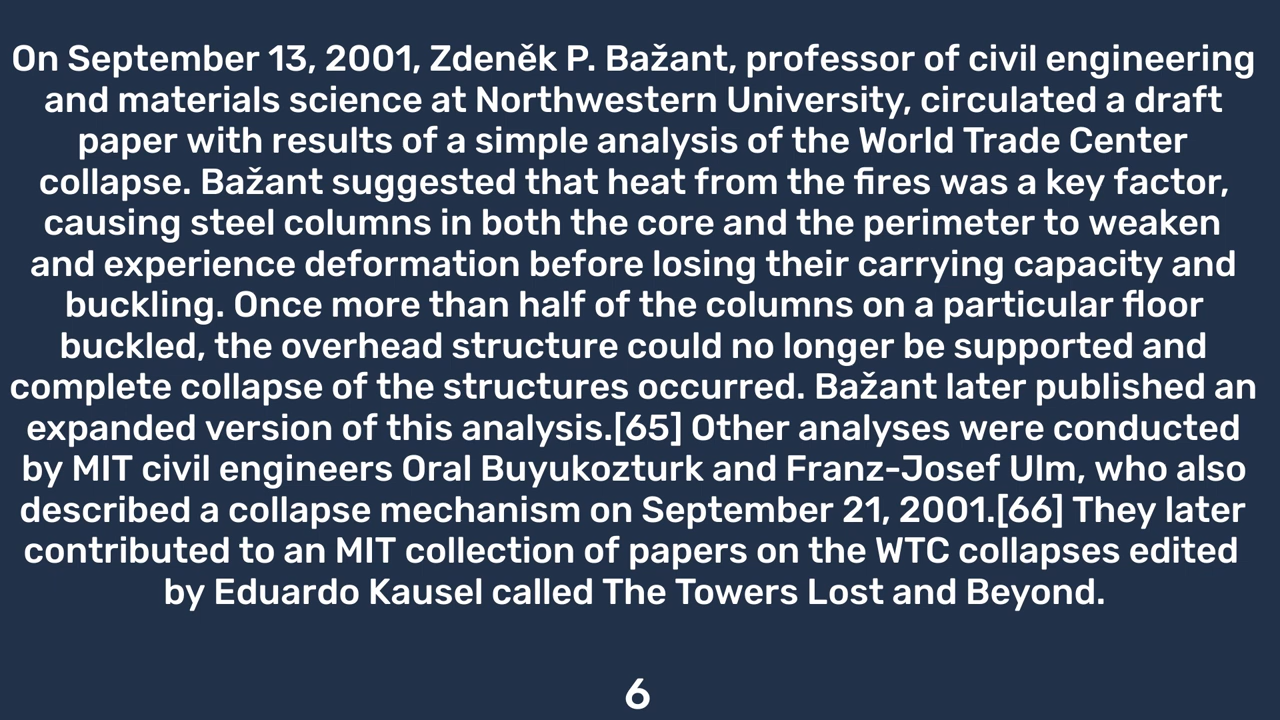 On September 13, 2001, Zdeněk P. Bažant, professor of civil engineering
and materials science at Northwestern University, circulated a draft
paper with results of a simple analysis of the World Trade Center
collapse. Bažant suggested that heat from the fires was a key factor,
causing steel columns in both the core and the perimeter to weaken
and experience deformation before losing their carrying capacity and
buckling. Once more than half of the columns on a particular floor
buckled, the overhead structure could no longer be supported and
complete collapse of the structures occurred. Bažant later published an
expanded version of this analysis.[65] Other analyses were conducted
by MIT civil engineers Oral Buyukozturk and Franz-Josef Ulm, who also
described a collapse mechanism on September 21, 2001.[66] They later
contributed to an MIT collection of papers on the WTC collapses edited
by Eduardo Kausel called The Towers Lost and Beyond.
6